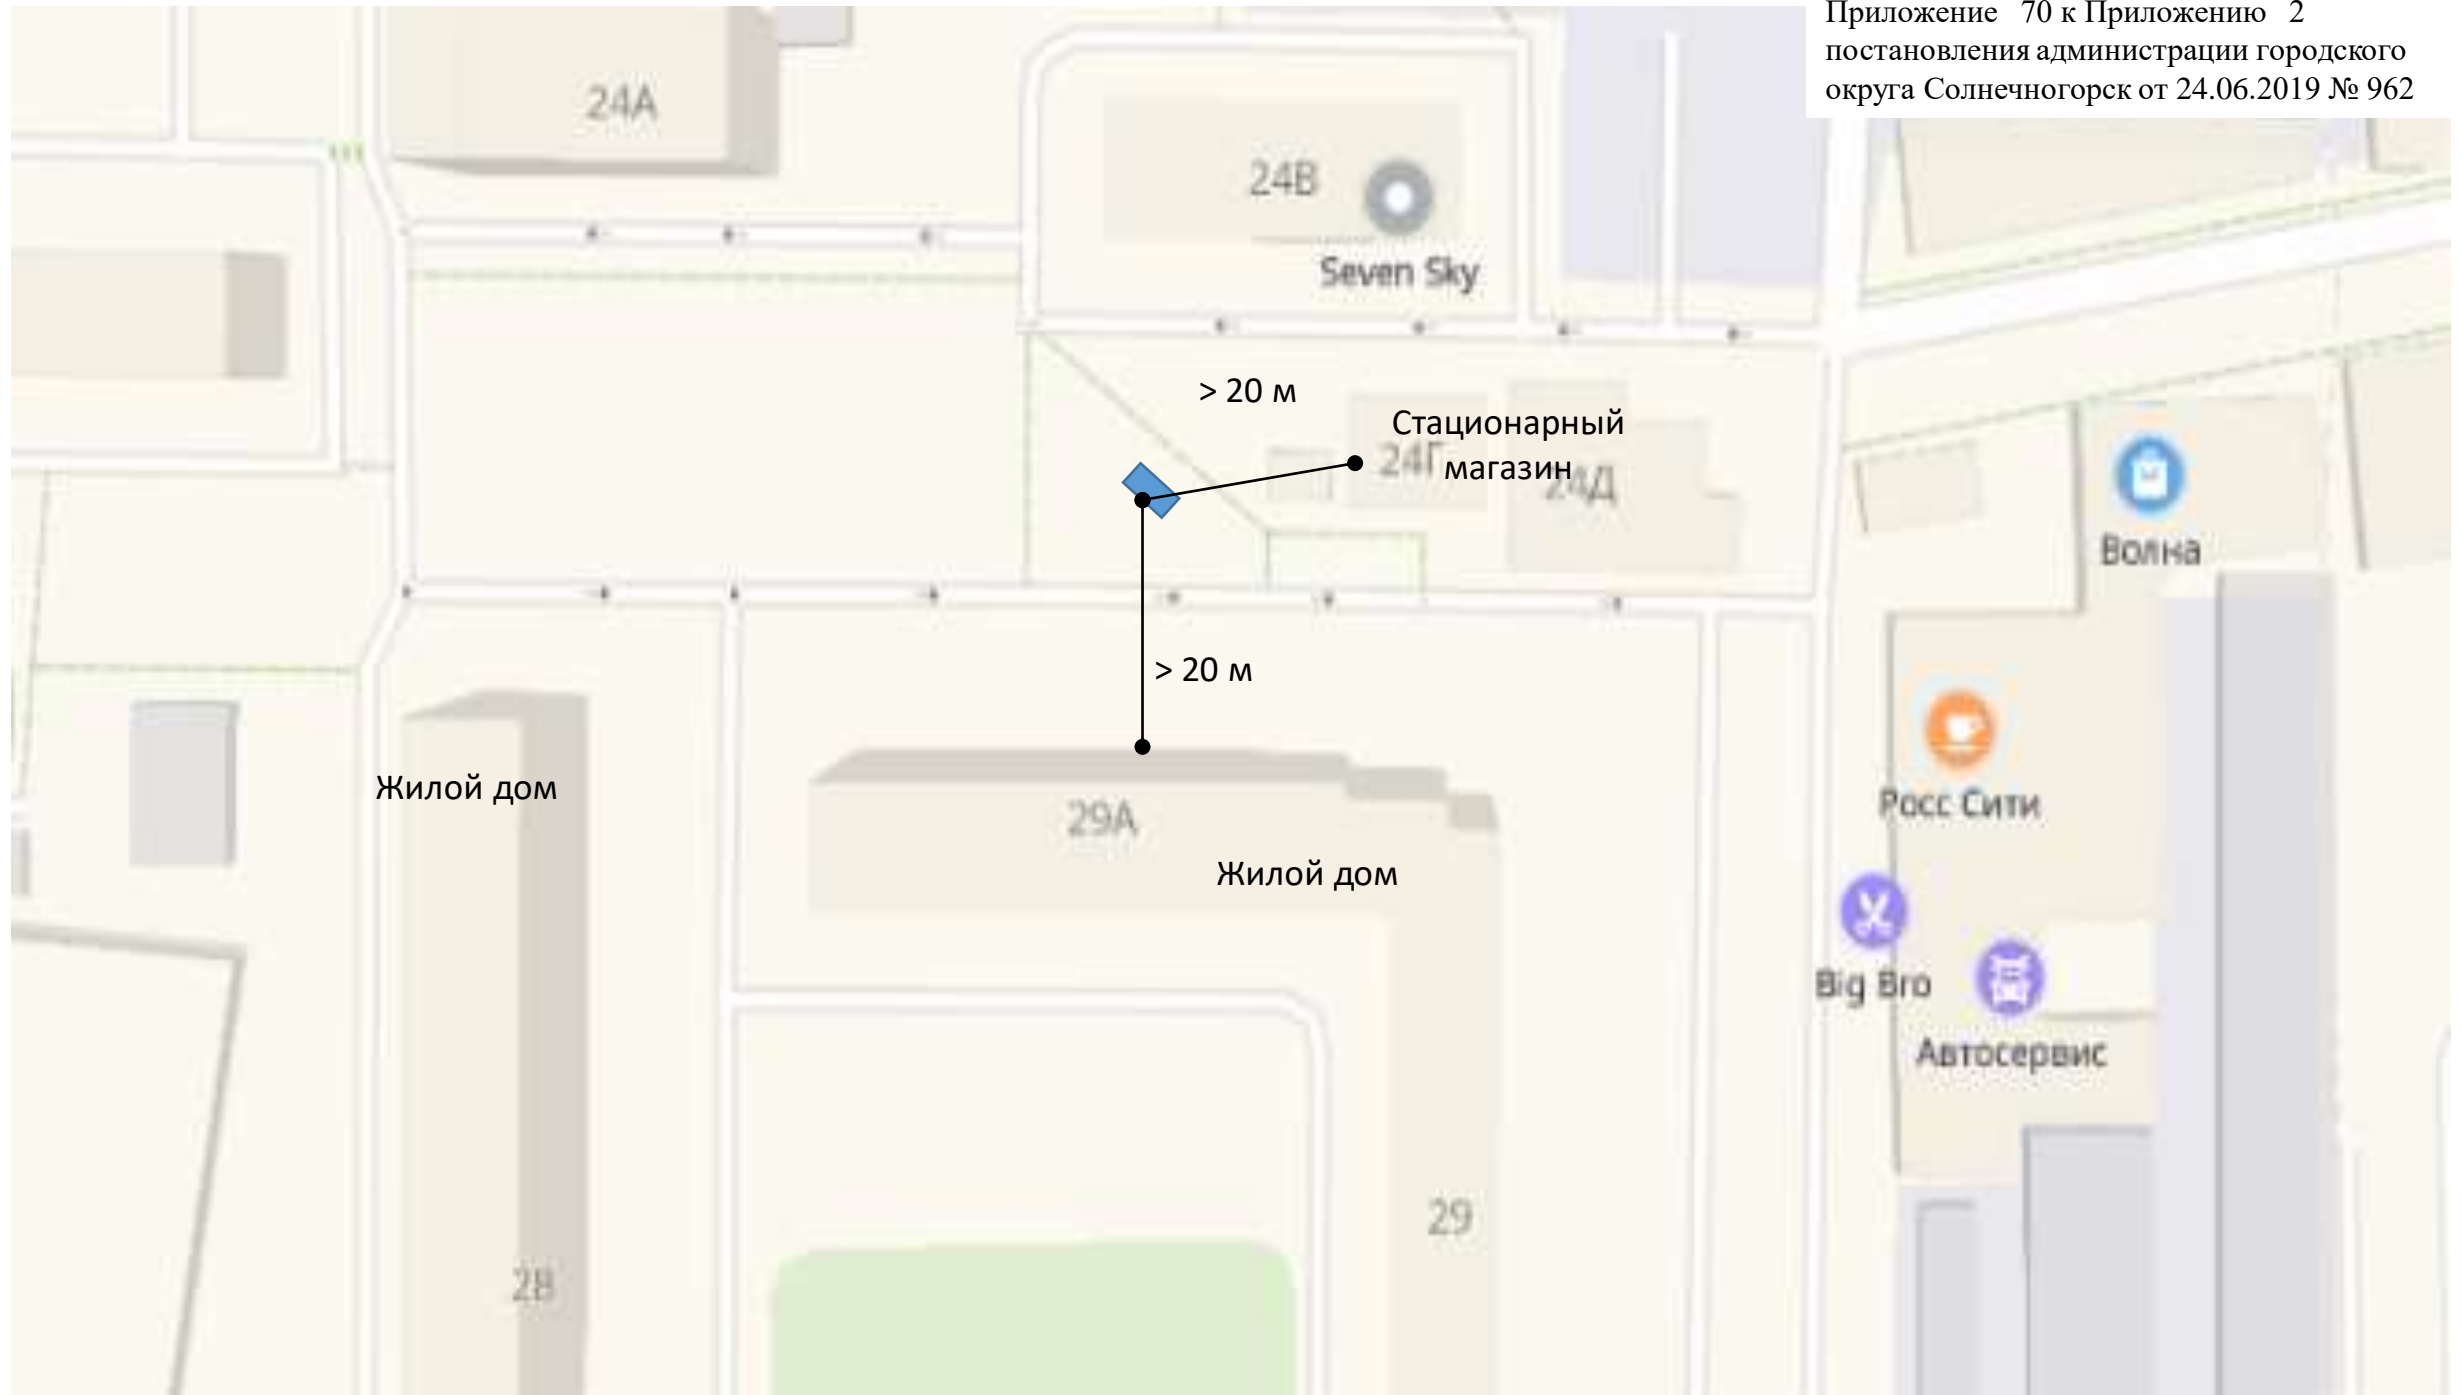 Приложение 70 к Приложению 2
постановления администрации городского
округа Солнечногорск от 24.06.2019 № 962
24А
24В
Seven Sky
> 20 м
Стационарный
магазин
24Г
24Д
Волна
> 20 м
Жилой дом
29А
Росс Сити
Жилой дом
Big Bro
Автосервис
29